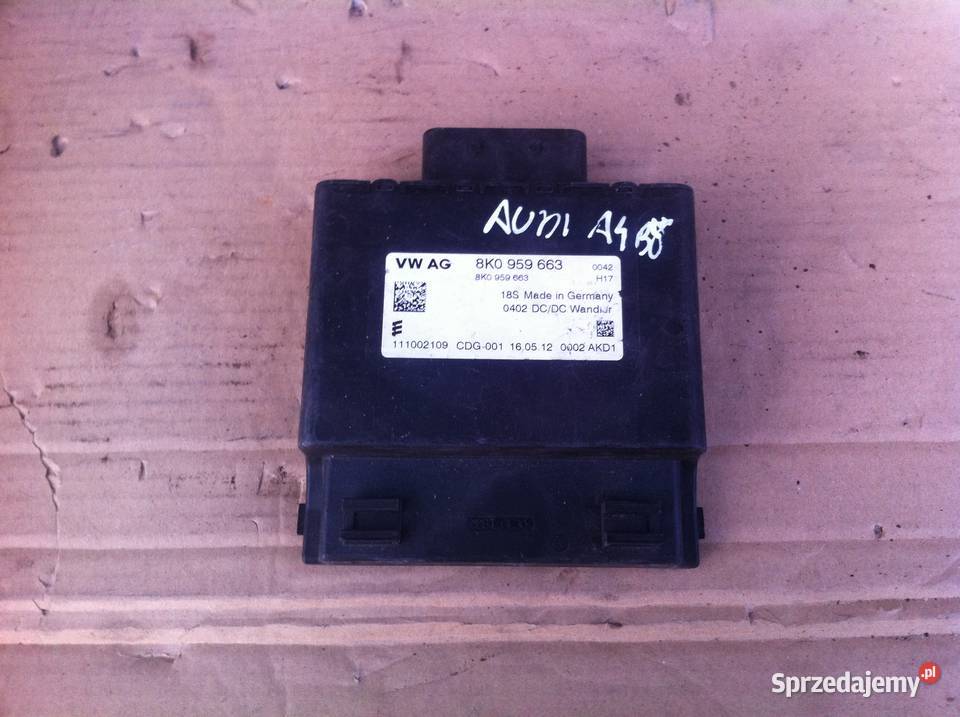 AUDI A4 B8
VW AG 8K0 959 663 0042
8K0 959 663 H17
18S Made in Germany
0402 DC/DC Wandler
111002109 CDG-001 16.05.12 0002 AKD1
Sprzedajemy.pl